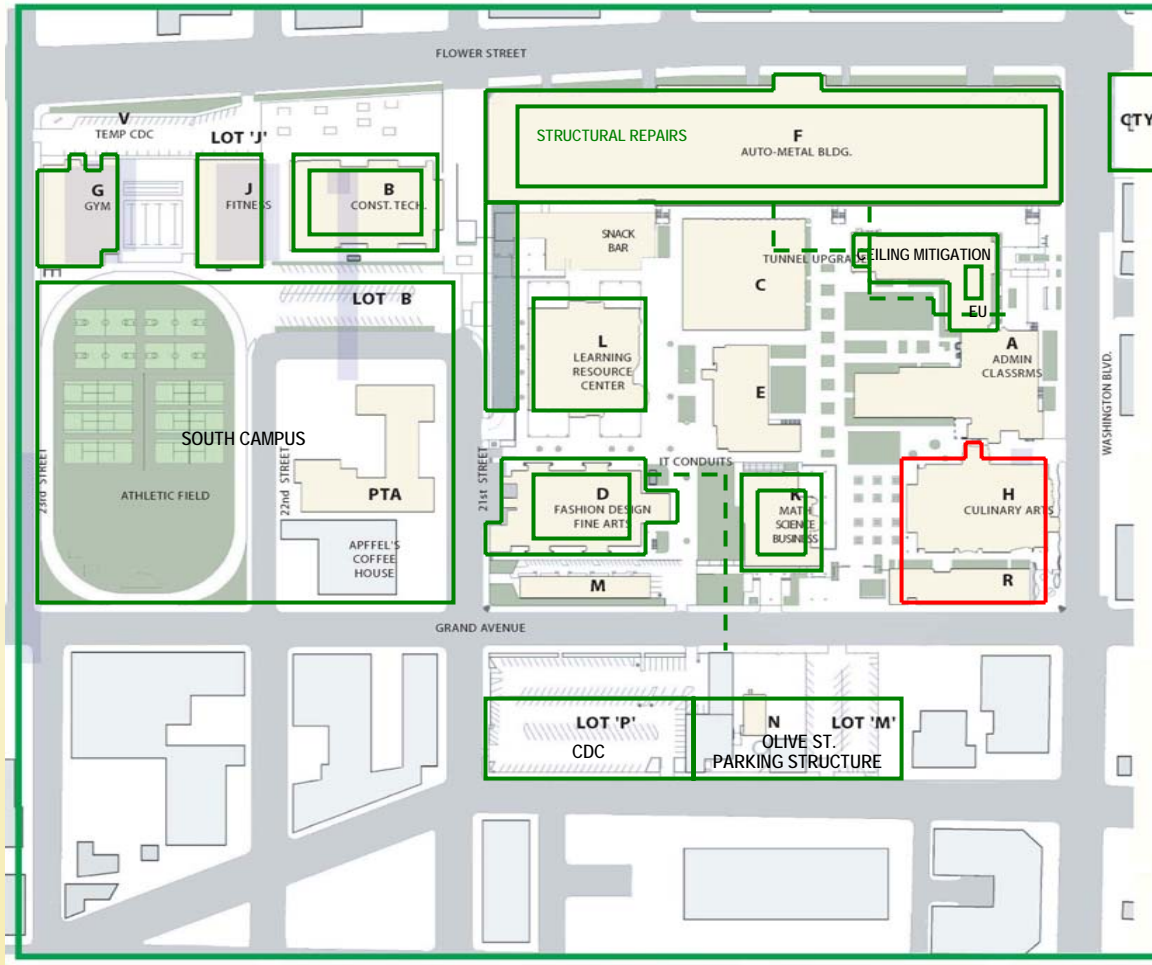 FLOWER STREET
V
TEMP CDC
LOT 'J'
G
GYM
J
FITNESS
B
CONST. TECH.
STRUCTURAL REPAIRS
F
AUTO-METAL BLDG.
CTY
SNACK
BAR
TUNNEL UPGRADE
CEILING MITIGATION
C
EU
LOT B
L
LEARNING
RESOURCE
CENTER
E
A
ADMIN
CLASSRMS
WASHINGTON BLVD.
SOUTH CAMPUS
23rd STREET
ATHLETIC FIELD
22nd STREET
PTA
APFFEL'S
COFFEE
HOUSE
21st STREET
IT CONDUITS
D
FASHION DESIGN
FINE ARTS
K
MATH
SCIENCE
BUSINESS
H
CULINARY ARTS
M
R
GRAND AVENUE
LOT 'P'
CDC
N
LOT 'M'
OLIVE ST.
PARKING STRUCTURE